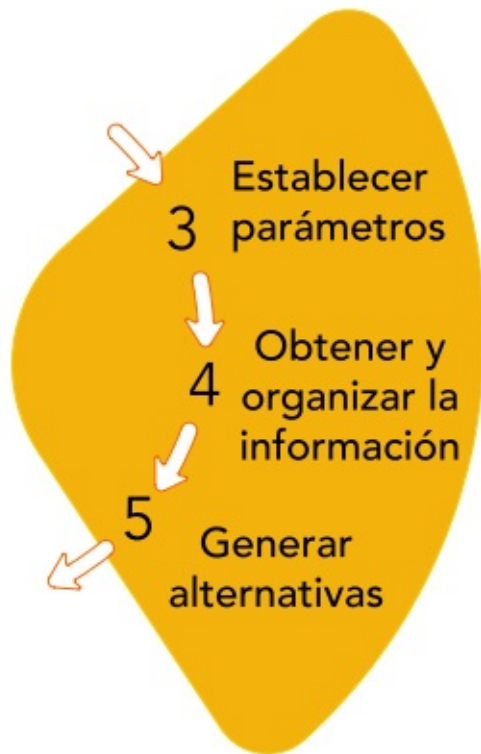 3
Establecer
parámetros
4
Obtener y
organizar la
información
5
Generar
alternativas